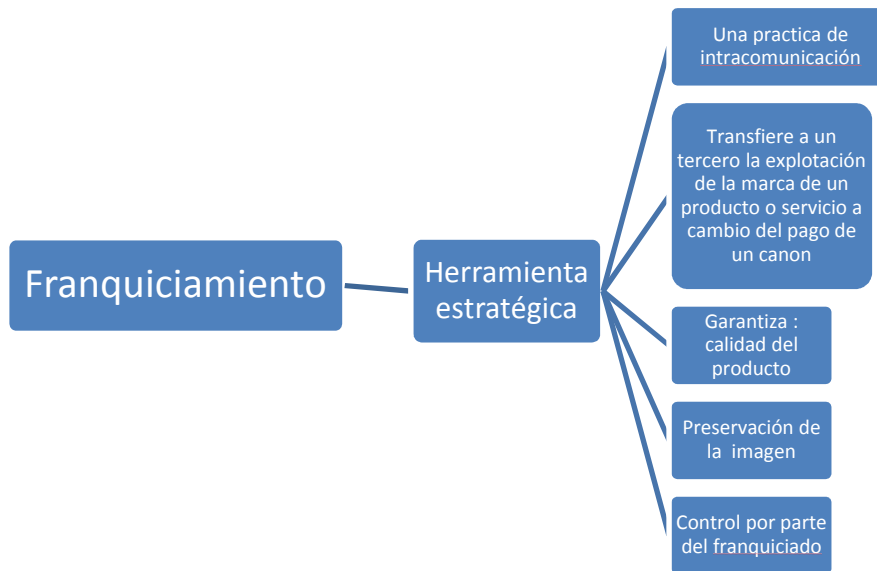 Franquiciamiento
Herramienta
estratégica
Una practica de
intracomunicación
Transfiere a un
tercero la explotación
de la marca de un
producto o servicio a
cambio del pago de
un canon
Garantiza :
calidad del
producto
Preservación de
la imagen
Control por parte
del franquiciado